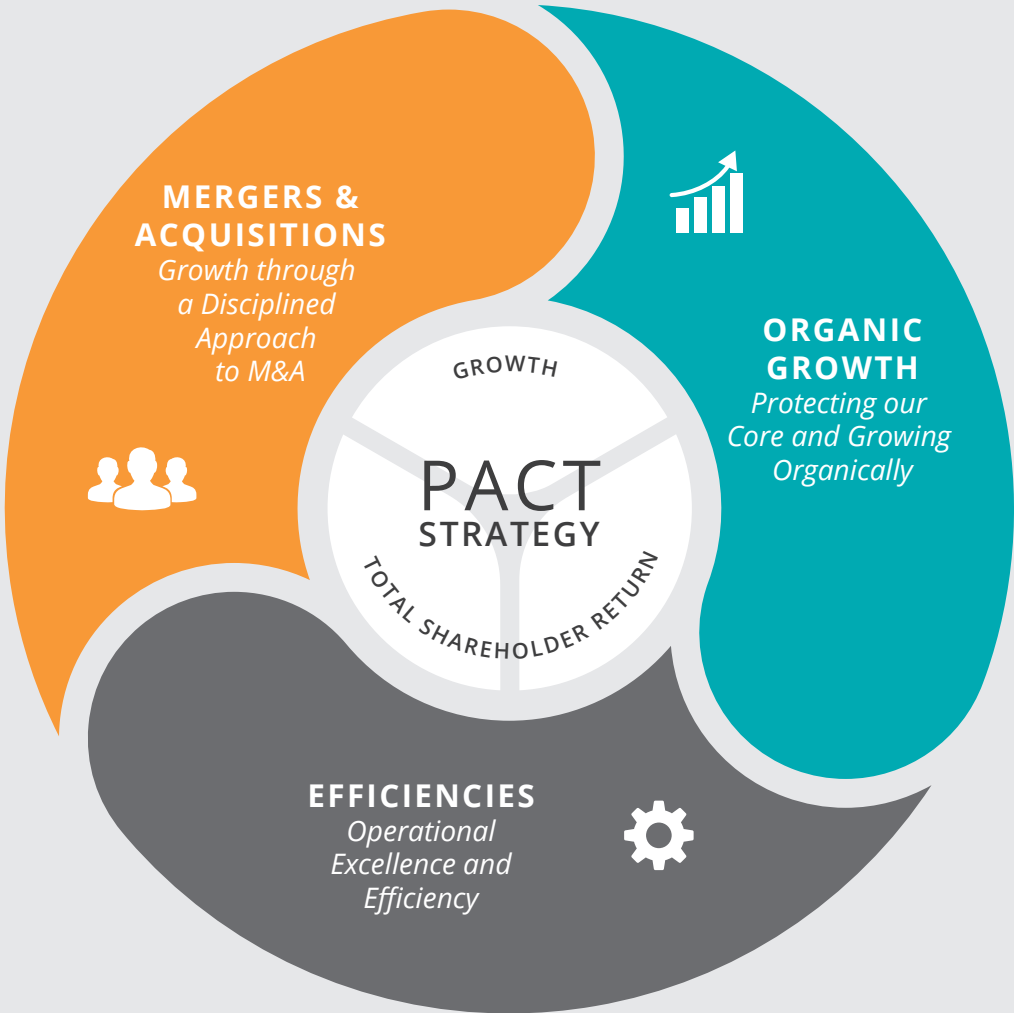 MERGERS &
ACQUISITIONS
Growth through
a Disciplined
Approach
to M&A
ORGANIC
GROWTH
Protecting our
Core and Growing
Organically
GROWTH
PACT
STRATEGY
TOTAL SHAREHOLDER RETURN
EFFICIENCIES
Operational
Excellence and
Efficiency